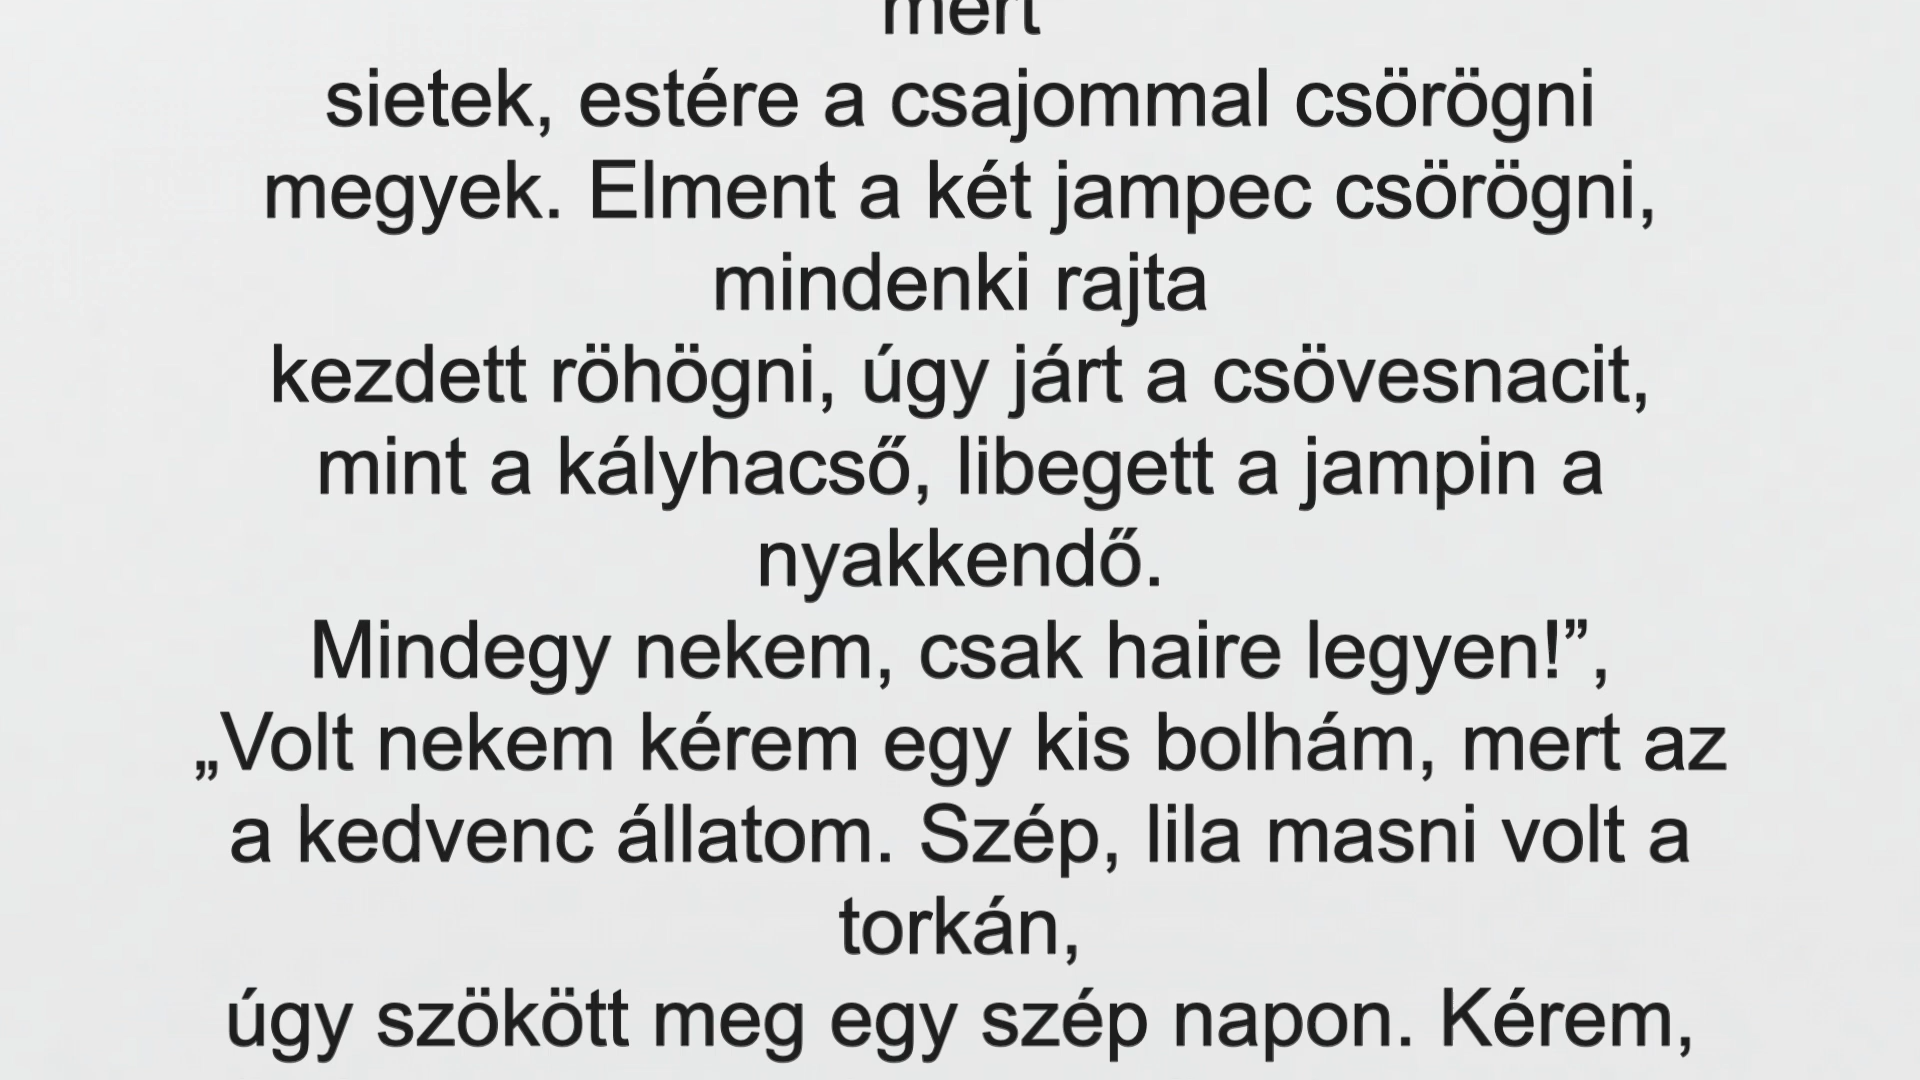 mert
sietek, estére a csajommal csörögni
megyek. Elment a két jampec csörögni,
mindenki rajta
kezdett röhögni, úgy járt a csövesnacit,
mint a kályhacső, libegett a jampin a
nyakkendő.
Mindegy nekem, csak haire legyen!”,
„Volt nekem kérem egy kis bolhám, mert az
a kedvenc állatom. Szép, lila masni volt a
torkán,
úgy szökött meg egy szép napon. Kérem,